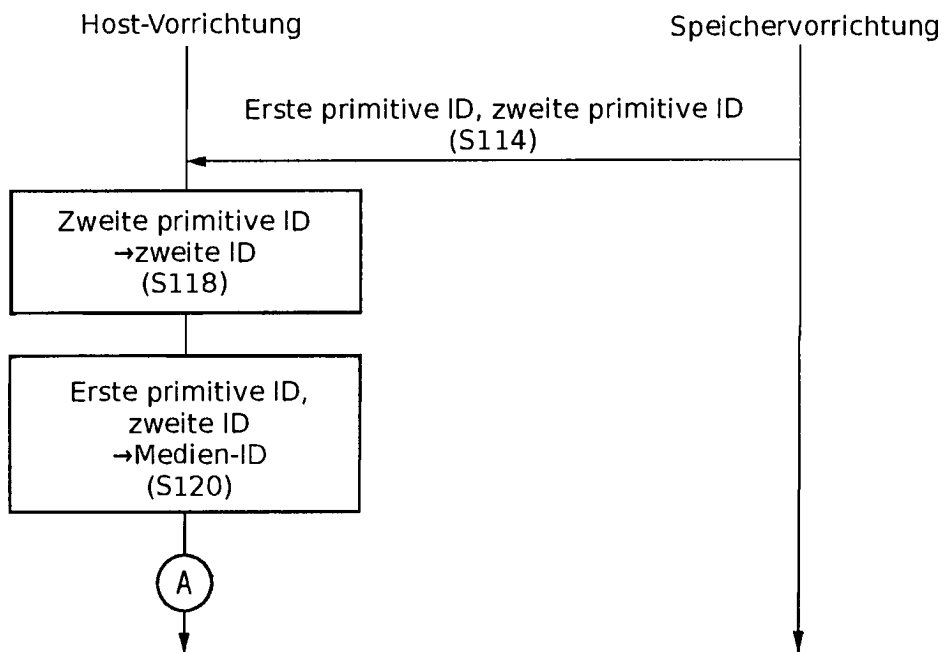 Host-Vorrichtung
Speichervorrichtung
Erste primitive ID, zweite primitive ID
(S114)
Zweite primitive ID
→zweite ID
(S118)
Erste primitive ID,
zweite ID
→Medien-ID
(S120)
A